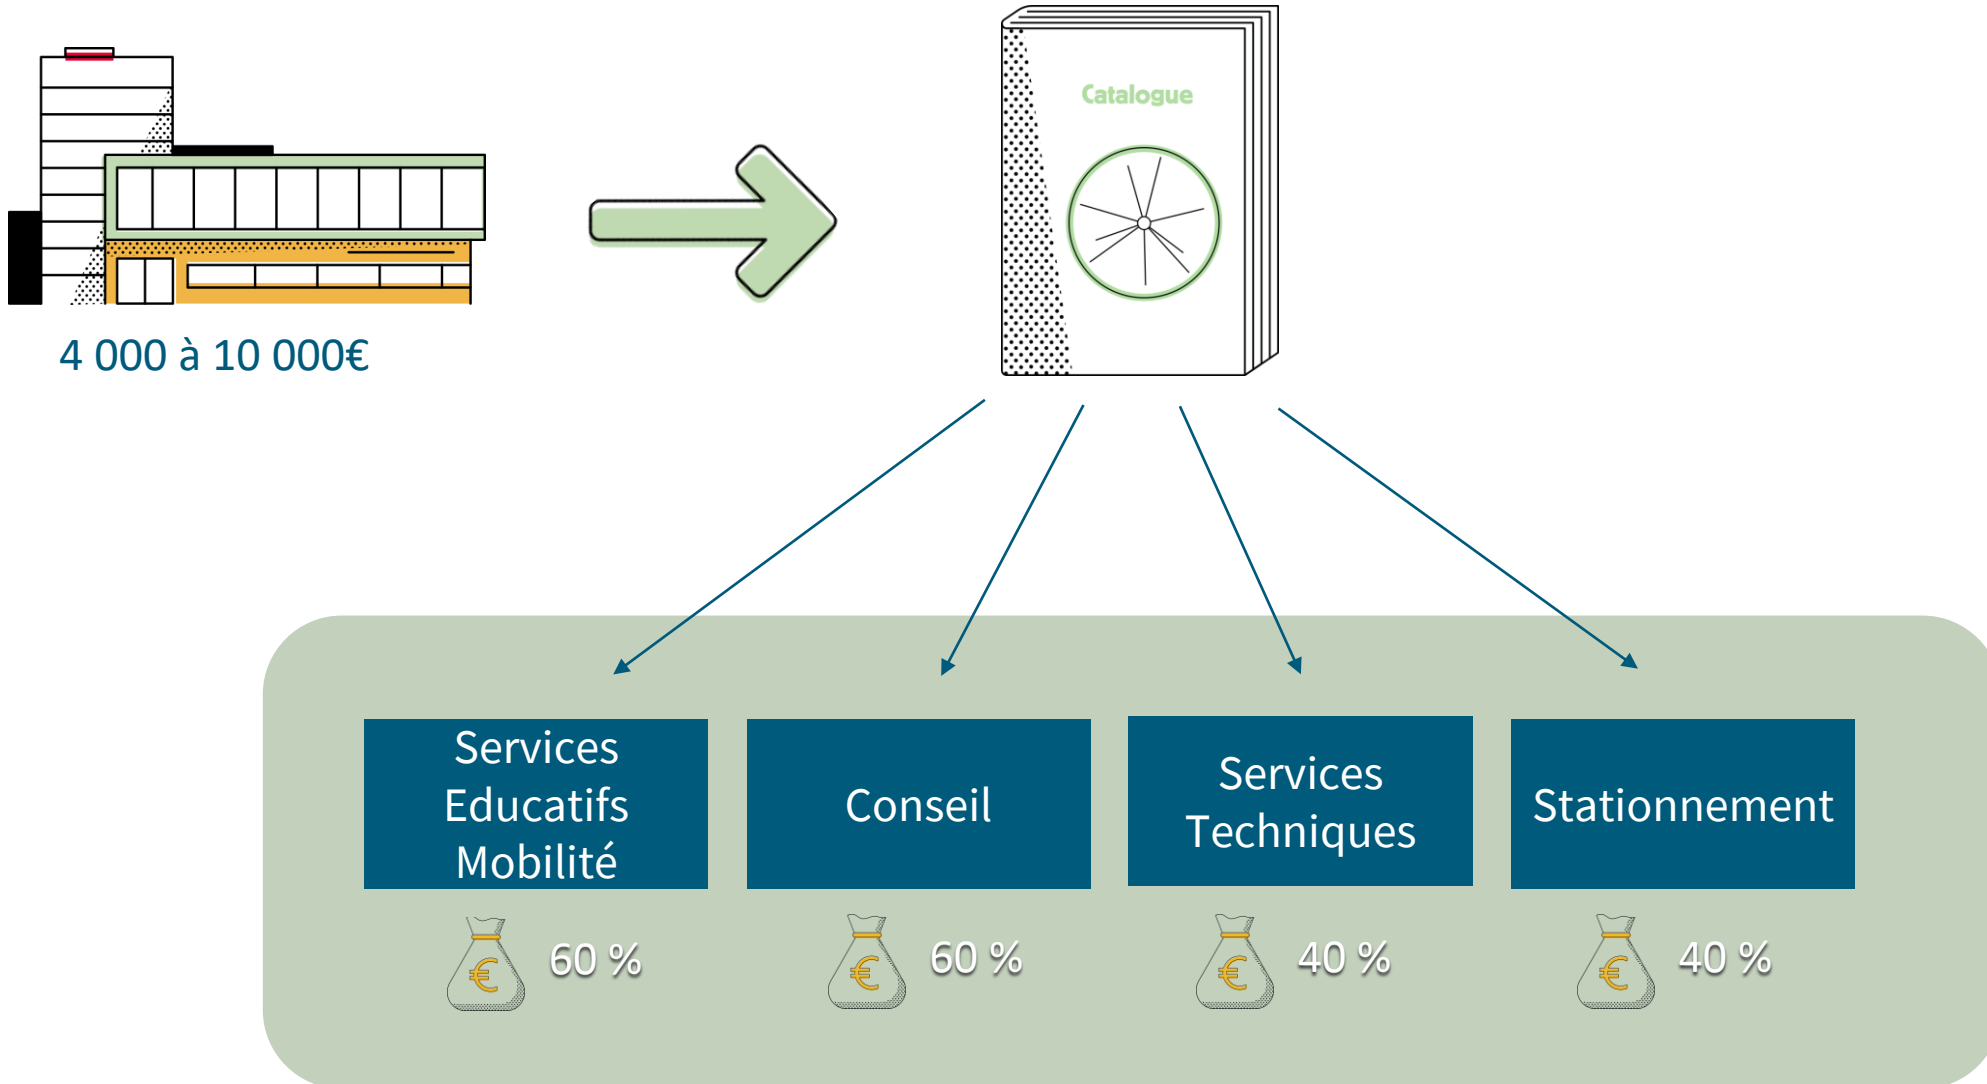 Catalogue
4 000 à 10 000€
Services
Educatifs
Mobilité
Conseil
Services
Techniques
Stationnement
€
60 %
€
60 %
€
40 %
€
40 %